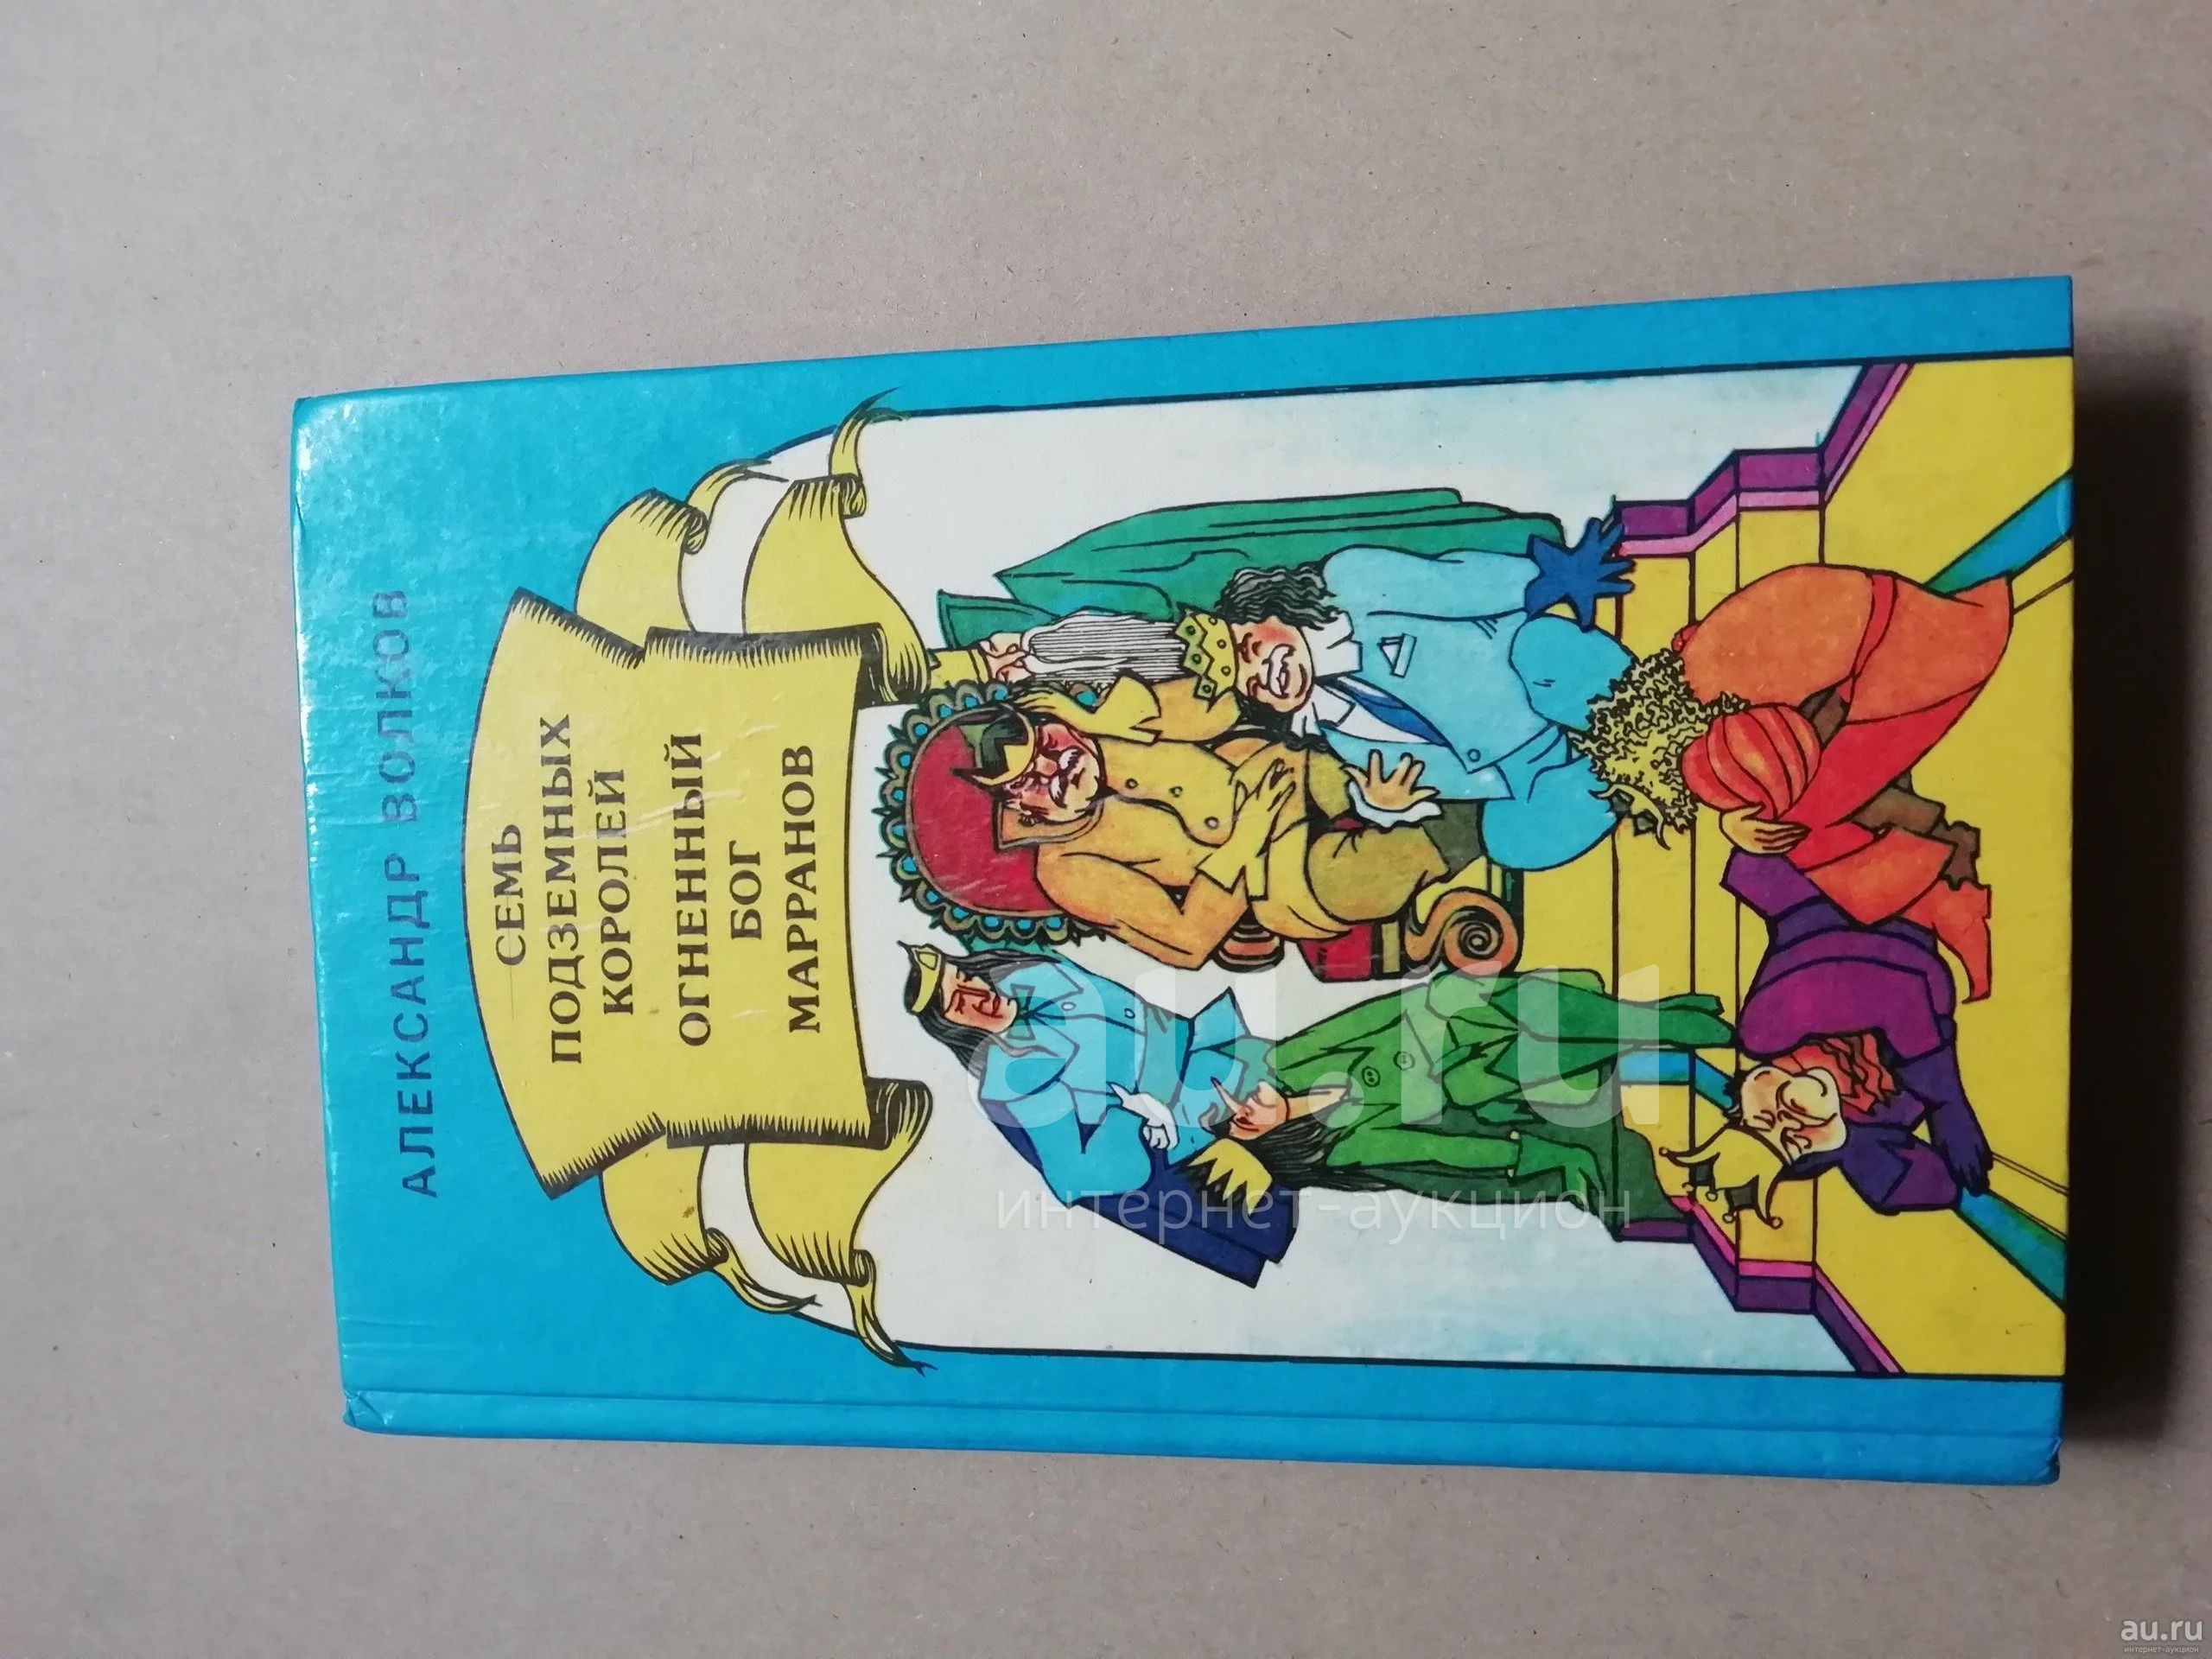 АЛЕКСАНДР ВОЛКОВ
СЕМЬ
ПОДЗЕМНЫХ
КОРОЛЕЙ
ОГНЕННЫЙ
БОГ
МАРРАНОВ
au.ru
интернет-аукцион
au.ru
интернет-аукцион